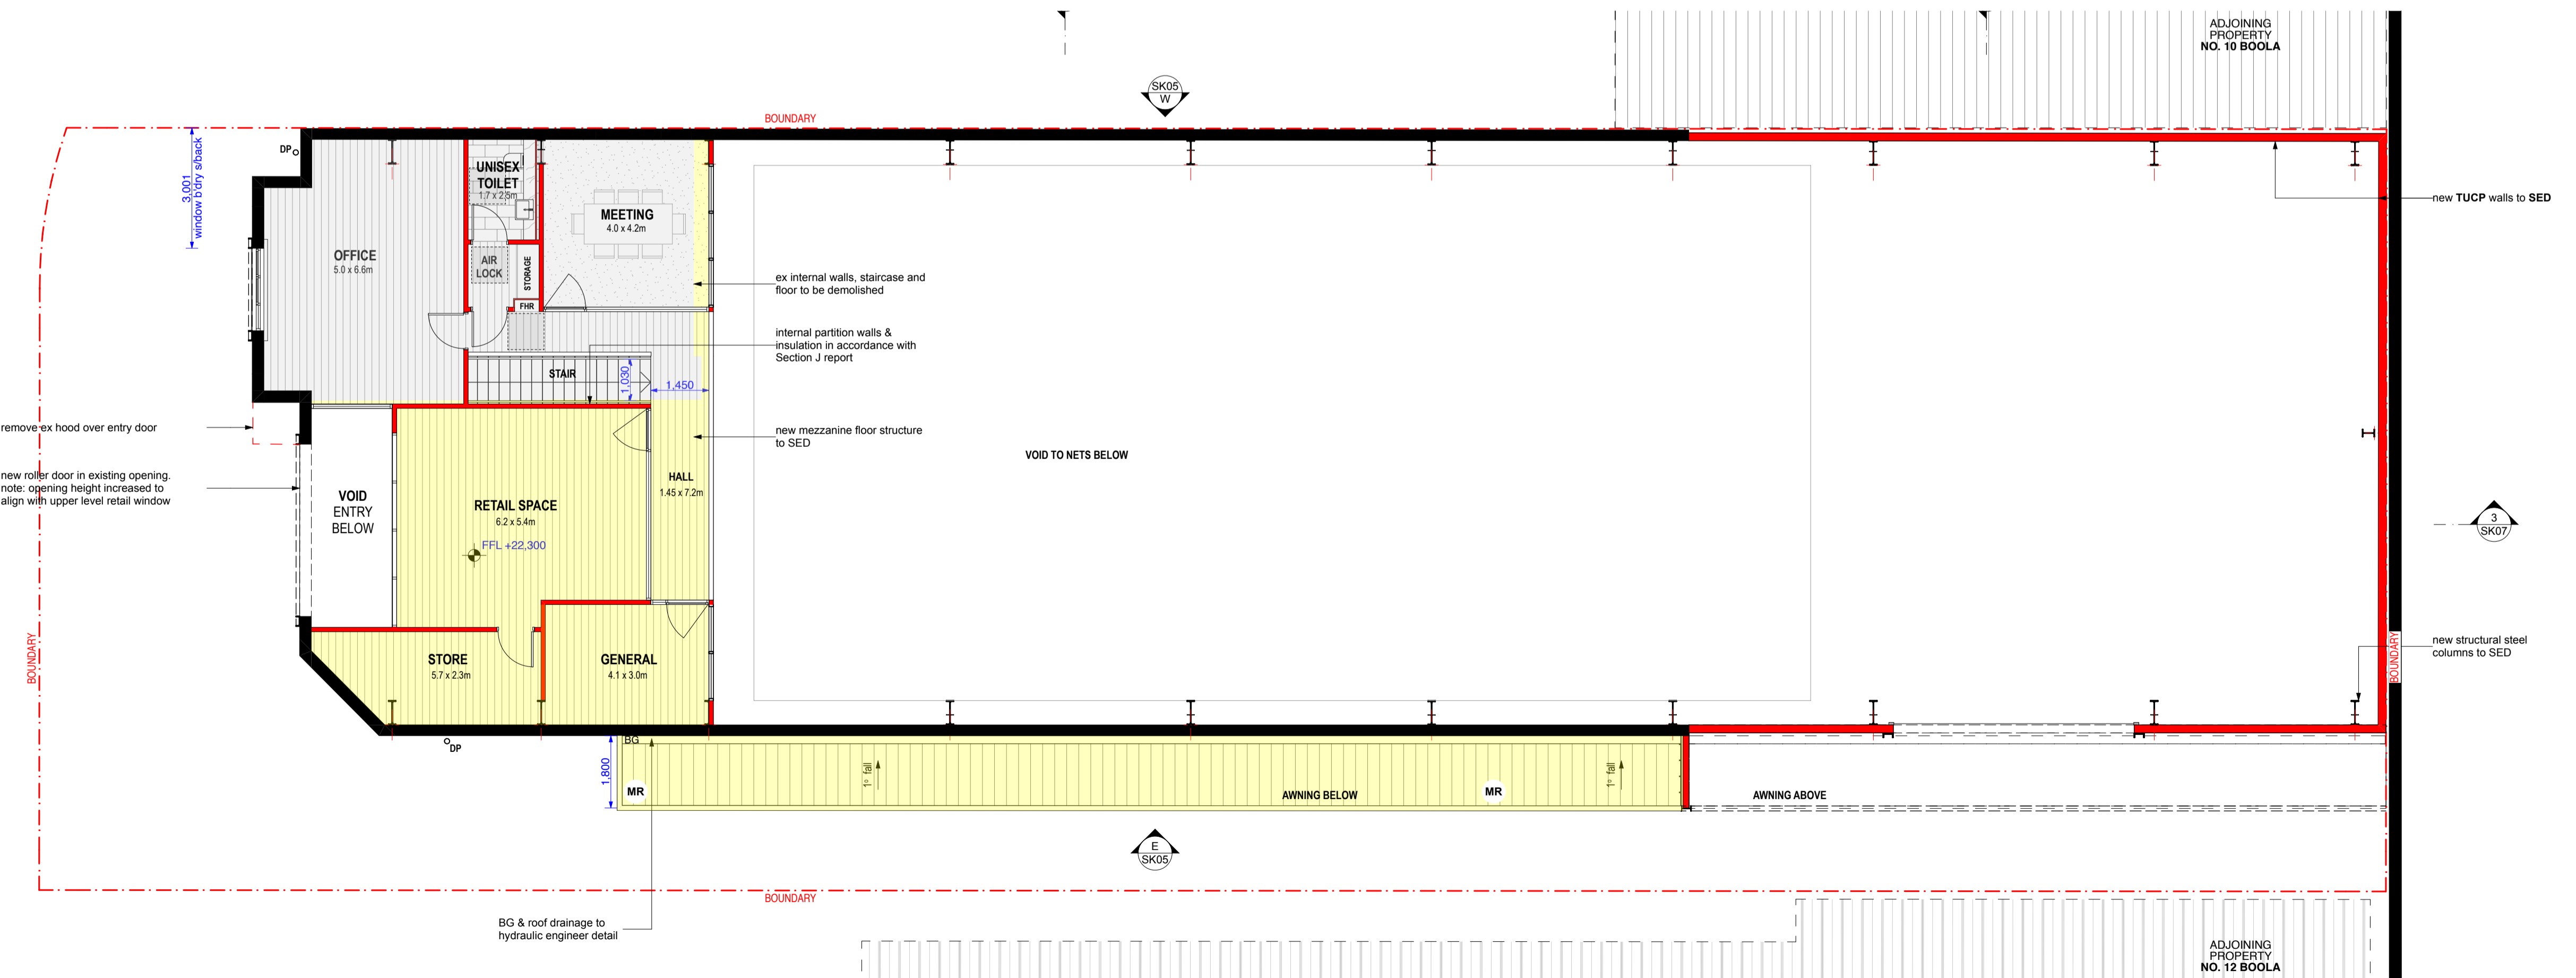 ADJOINING
PROPERTY
NO. 10 BOOLA
SK05
W
BOUNDARY
DP
3,001
window b'dry s/back
UNISEX
TOILET
1.7 x 2.5m
MEETING
4.0 x 4.2m
new TUCP walls to SED
OFFICE
5.0 x 6.6m
AIR
LOCK
STORAGE
FHR
ex internal walls, staircase and
floor to be demolished
internal partition walls &
insulation in accordance with
Section J report
STAIR
1,030
1,450
remove ex hood over entry door
new mezzanine floor structure
to SED
VOID TO NETS BELOW
new roller door in existing opening.
note: opening height increased to
align with upper level retail window
VOID
ENTRY
BELOW
RETAIL SPACE
6.2 x 5.4m
FFL +22,300
HALL
1.45 x 7.2m
3
SK07
BOUNDARY
STORE
5.7 x 2.3m
GENERAL
4.1 x 3.0m
new structural steel
columns to SED
BOUNDARY
DP
BG
1,800
MR
1° fall
AWNING BELOW
MR
1° fall
AWNING ABOVE
E
SK05
BOUNDARY
BG & roof drainage to
hydraulic engineer detail
ADJOINING
PROPERTY
NO. 12 BOOLA